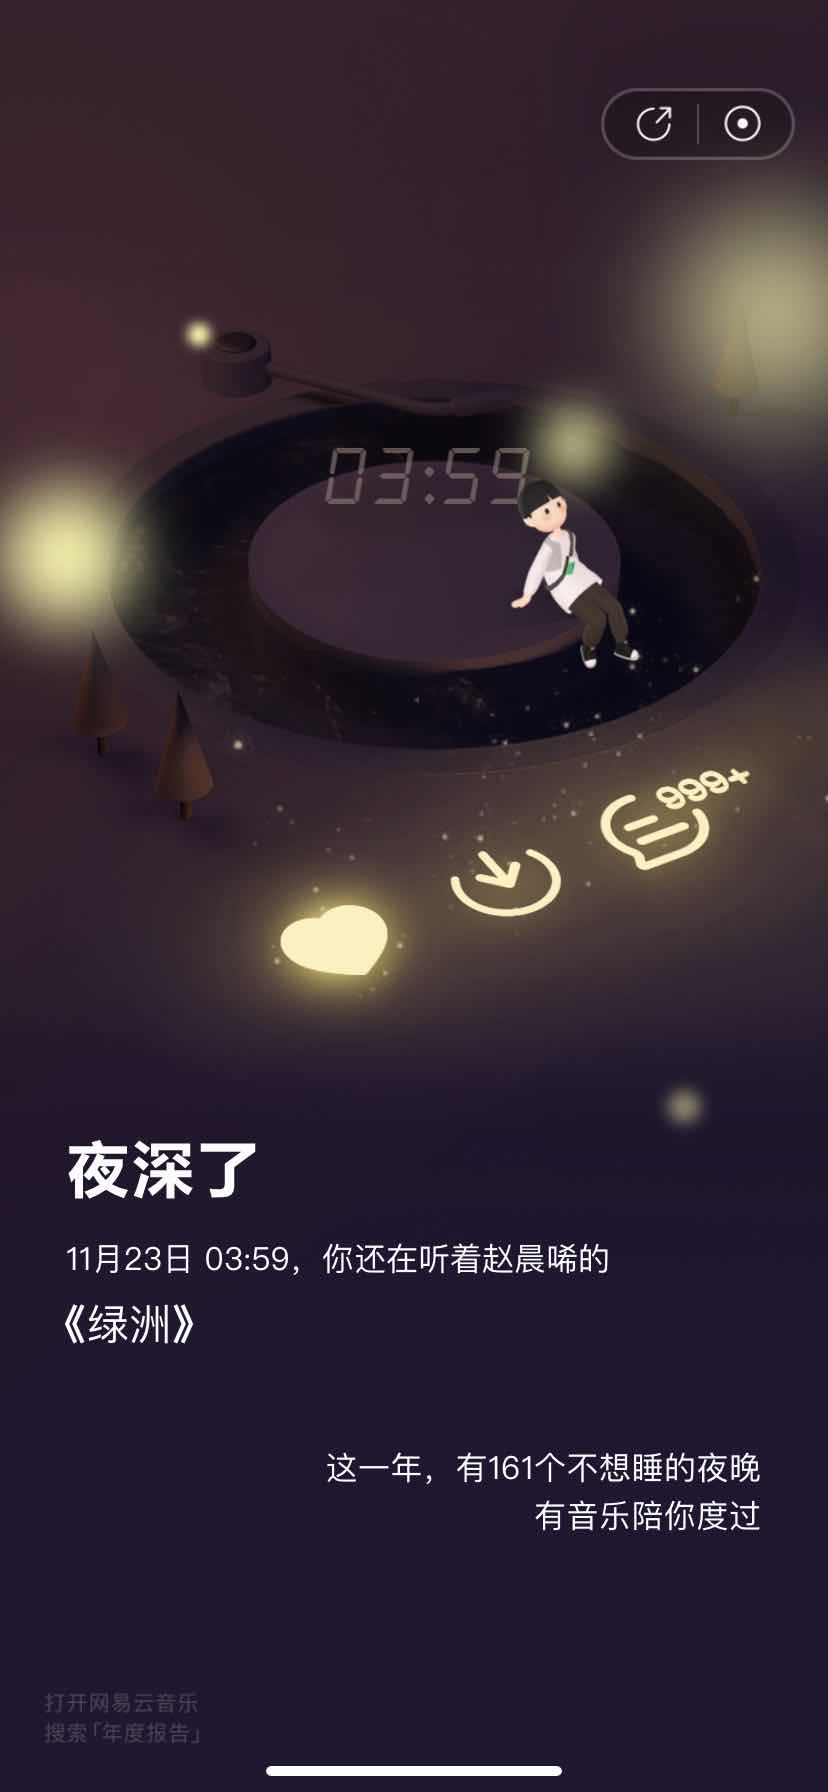 03:59
999+
夜深了
11月23日 03:59，你还在听着赵晨唏的
《绿洲》
这一年，有161个不想睡的夜晚
有音乐陪你度过
打开网易云音乐
搜索「年度报告」